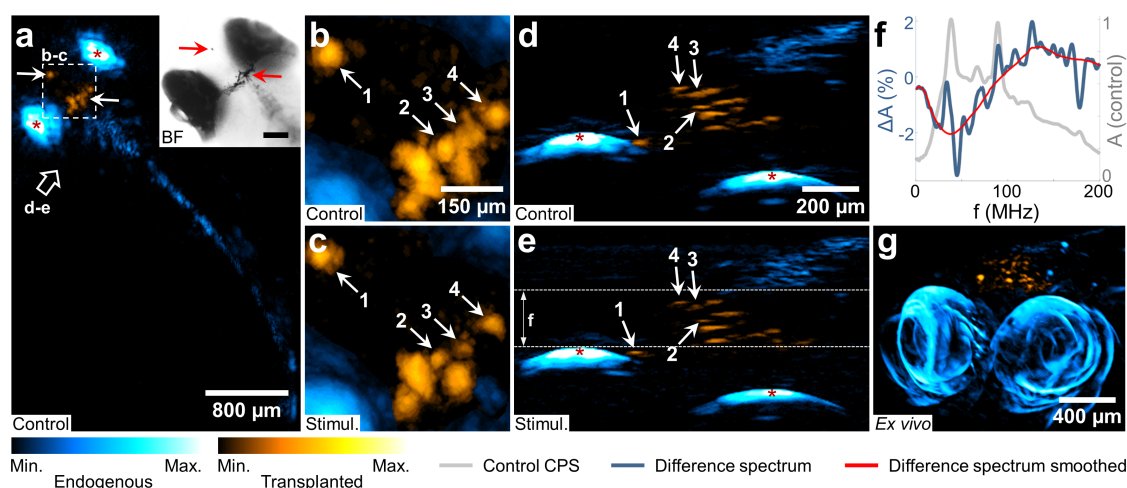 a
b-c
*
*
d-e
BF
800 µm
Control
b
1
2
3
4
150 µm
Control
c
1
2
3
4
Stimul.
d
4
3
1
2
*
*
200 µm
Control
e
4
3
f
1
2
*
*
Stimul.
f
2
0
-2
ΔA (%)
1
0
A (control)
0
100
200
f (MHz)
g
400 µm
Ex vivo
Min. Max.
Endogenous
Min. Max.
Transplanted
Control CPS
Difference spectrum
Difference spectrum smoothed